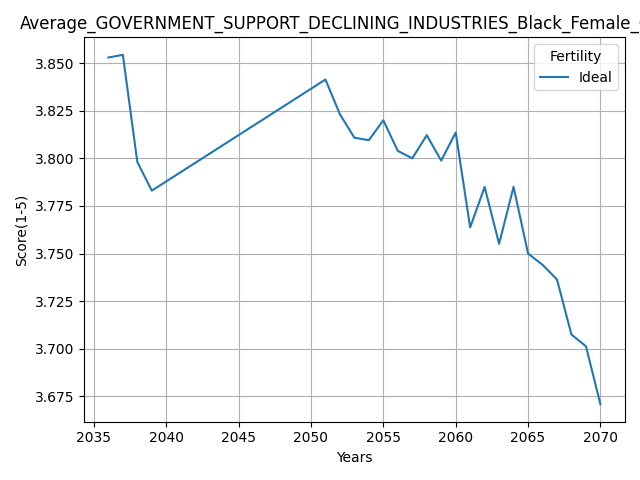 Average_GOVERNMENT_SUPPORT_DECLINING_INDUSTRIES_Black_Female_
Fertility
Ideal
3.850
3.825
3.800
3.775
3.750
3.725
3.700
3.675
Score(1-5)
2035 2040 2045 2050 2055 2060 2065 2070
Years